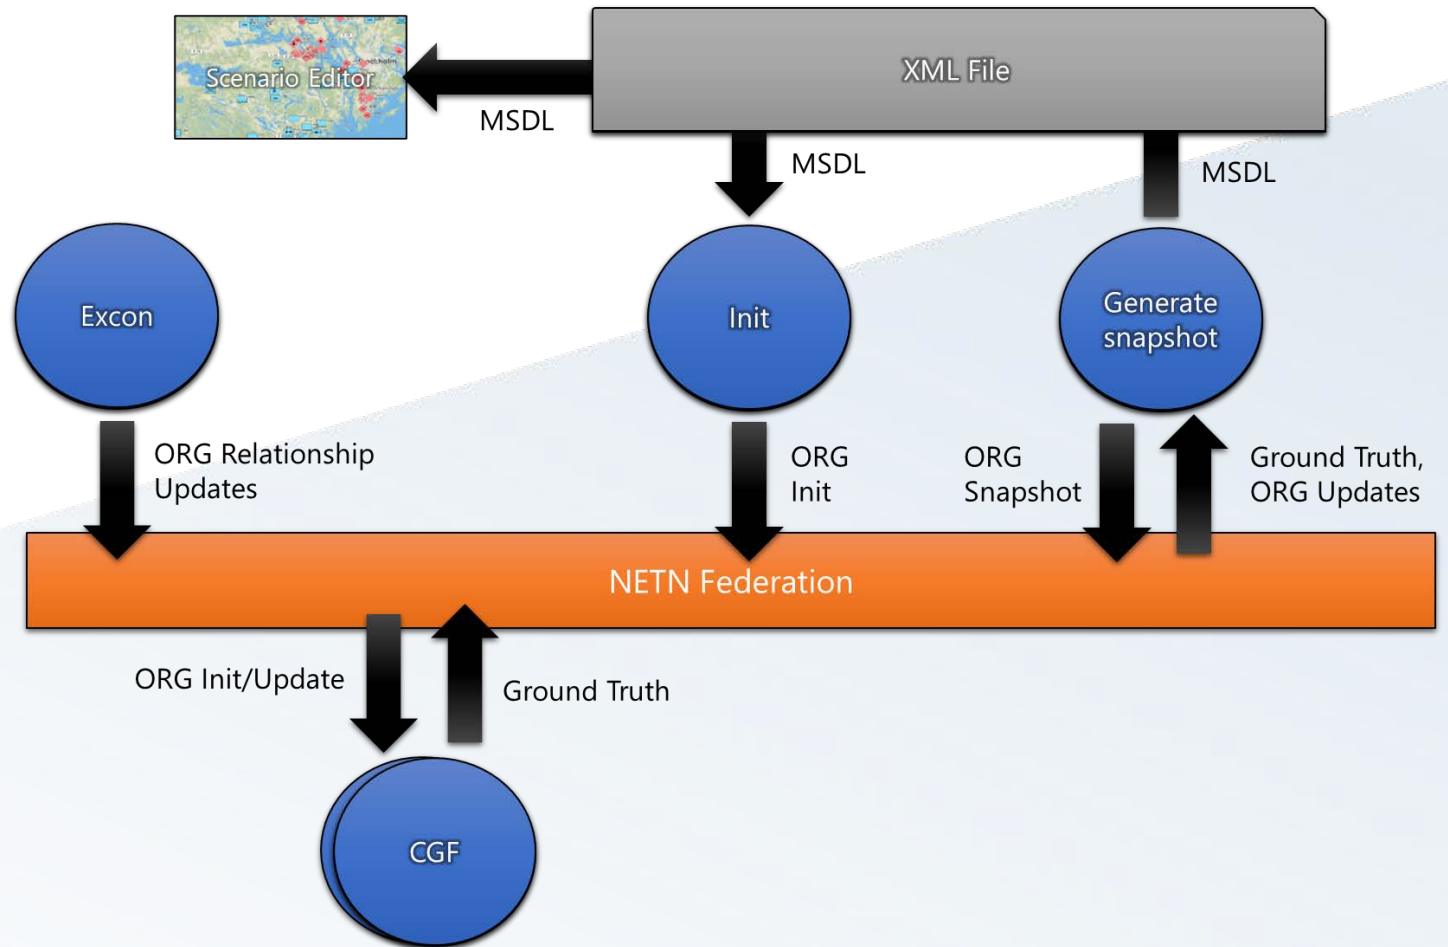 Scenario Editor
XML File
MSDL
MSDL
MSDL
Excon
Init
Generate
snapshot
ORG Relationship
Updates
ORG
Init
ORG
Snapshot
Ground Truth,
ORG Updates
NETN Federation
ORG Init/Update
Ground Truth
CGF